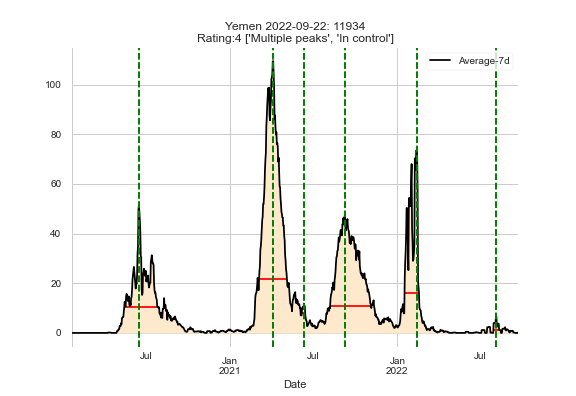 Yemen 2022-09-22: 11934
Rating:4 ['Multiple peaks', 'In control']
Average-7d
100
80
60
40
20
0
Jul
Jan
2021
Jul
Jan
2022
Jul
Date